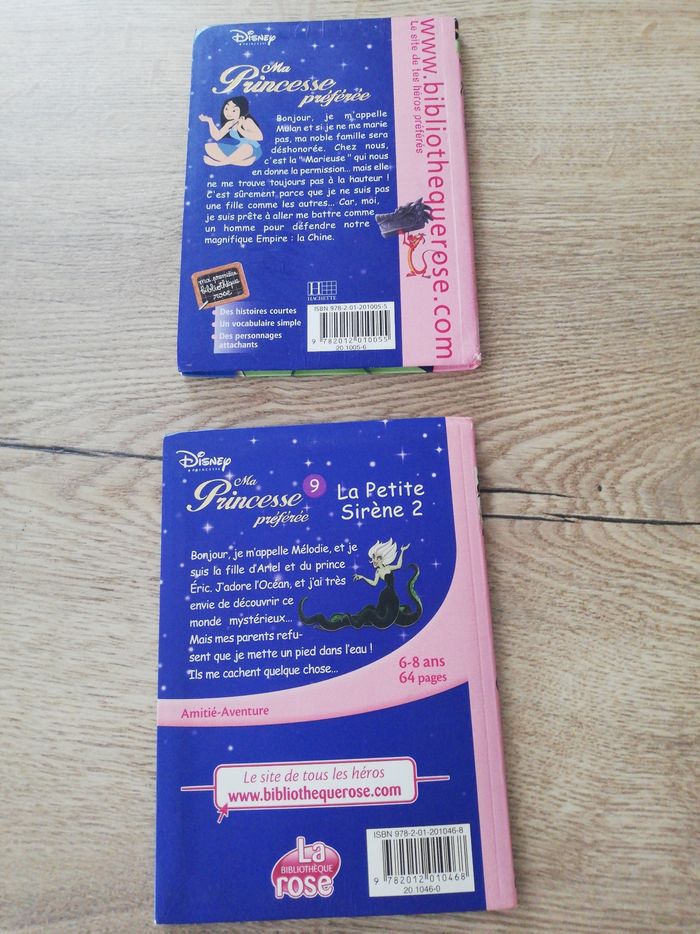 Disney
PRINCESSE
Ma
Princesse
préférée
Bonjour, je m'appelle
Mulan et si je ne me marie
pas, ma noble famille sera
déshonorée. Chez nous,
c'est la "Marieuse" qui nous
en donne la permission... mais elle
ne me trouve toujours pas à la hauteur !
C'est sûrement parce que je ne suis pas
une fille comme les autres... Car, moi,
je suis prête à aller me battre comme
un homme pour défendre notre
magnifique Empire : la Chine.
ma première
bibliothèque
rose
• Des histoires courtes
• Un vocabulaire simple
• Des personnages
attachants
H
HACHETTE
ISBN 978-2-01-201005-5
9 782012 010055
20.1005-6
www.bibliothequerose.com
Le site de tes héros préférés
Disney
PRINCESSE
Ma
Princesse
préférée
9
La Petite
Sirène 2
Bonjour, je m'appelle Mélodie, et je
suis la fille d'Ariel et du prince
Éric. J'adore l'Océan, et j'ai très
envie de découvrir ce
monde mystérieux...
Mais mes parents refu-
sent que je mette un pied dans l'eau !
Ils me cachent quelque chose...
6-8 ans
64 pages
Amitié-Aventure
Le site de tous les héros
www.bibliothequerose.com
La
BIBLIOTHÈQUE
rose
ISBN 978-2-01-201046-8
9 782012 010468
20.1046-0